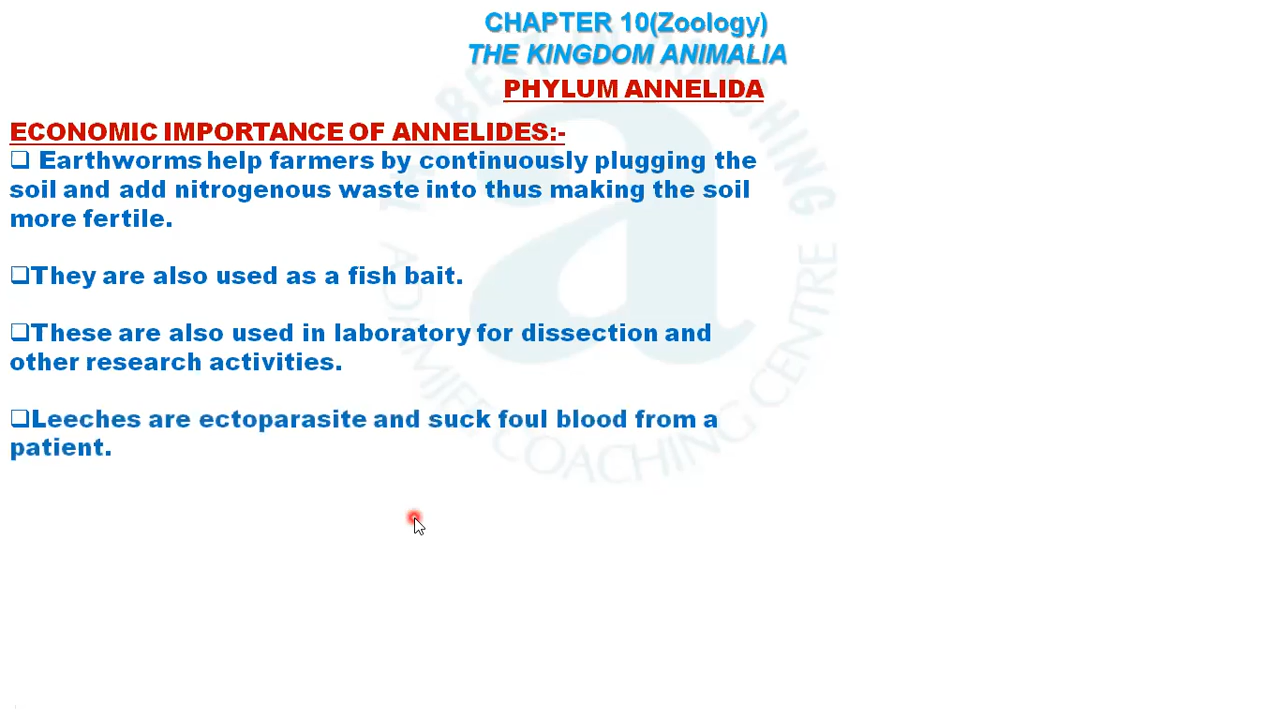 CHAPTER 10(Zoology)
THE KINGDOM ANIMALIA
PHYLUM ANNELIDA
ECONOMIC IMPORTANCE OF ANNELIDES:-
❑ Earthworms help farmers by continuously plugging the
soil and add nitrogenous waste into thus making the soil
more fertile.
❑They are also used as a fish bait.
❑These are also used in laboratory for dissection and
other research activities.
❑Leeches are ectoparasite and suck foul blood from a
patient.
a
ADAMJEE COACHING CENTRE